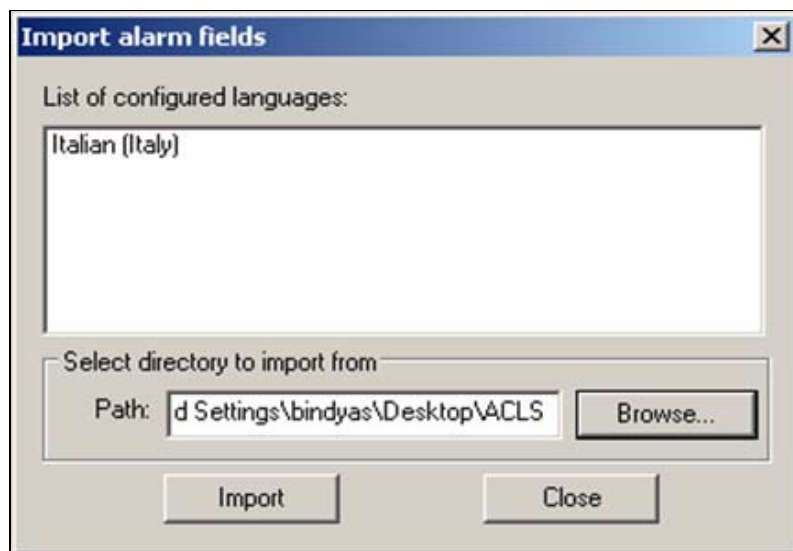 Import alarm fields
List of configured languages:
Italian (Italy)
Select directory to import from
Path: d Settings\bindyas\Desktop\ACLS Browse...
Import Close